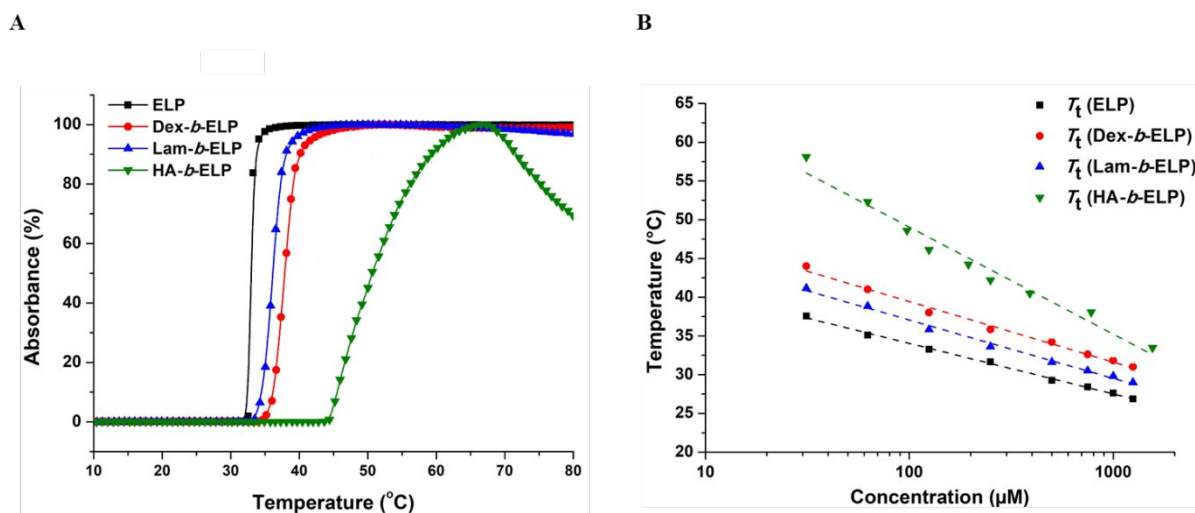 A
B
ELP
Dex-b-ELP
Lam-b-ELP
HA-b-ELP
100
80
60
40
20
0
Absorbance (%)
10 20 30 40 50 60 70 80
Temperature (°C)
Tt (ELP)
Tt (Dex-b-ELP)
Tt (Lam-b-ELP)
Tt (HA-b-ELP)
65
60
55
50
45
40
35
30
25
20
Temperature (°C)
10 100 1000
Concentration (µM)